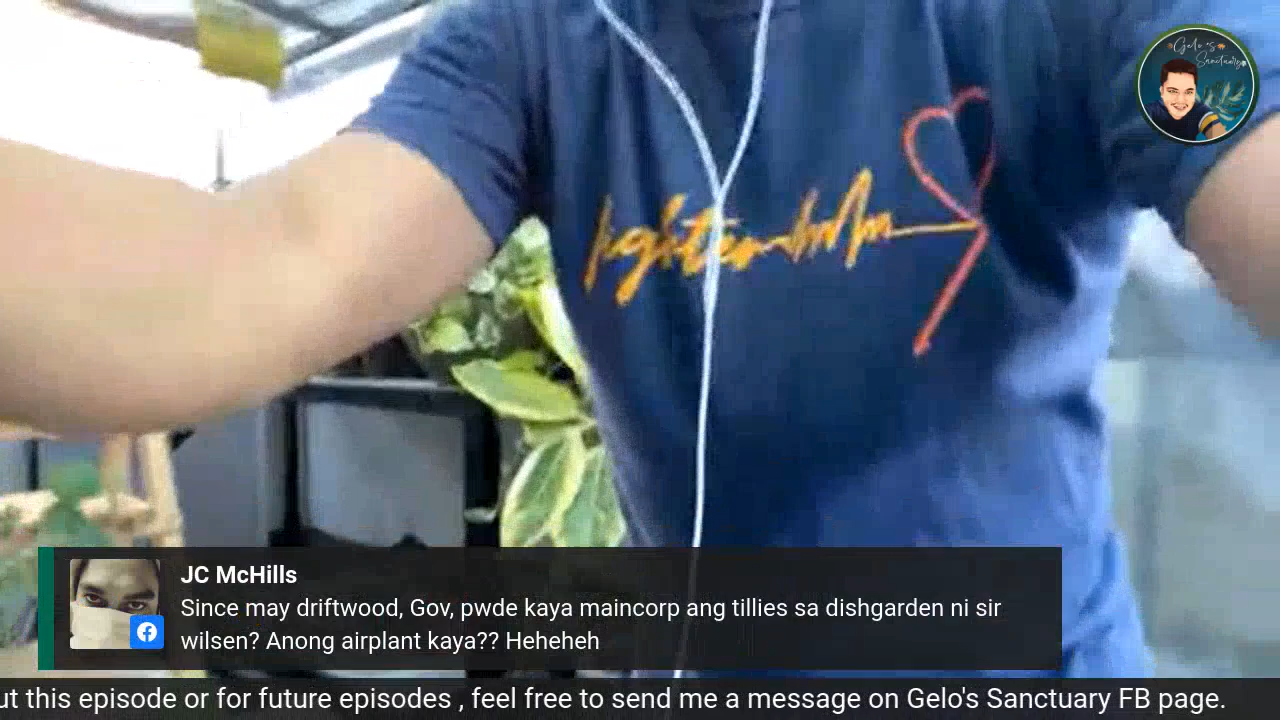 Gelo's
Sanctuary
JC McHills
Since may driftwood, Gov, pwde kaya maincorp ang tillies sa dishgarden ni sir
wilsen? Anong airplant kaya?? Heheheh
ut this episode or for future episodes , feel free to send me a message on Gelo's Sanctuary FB page.